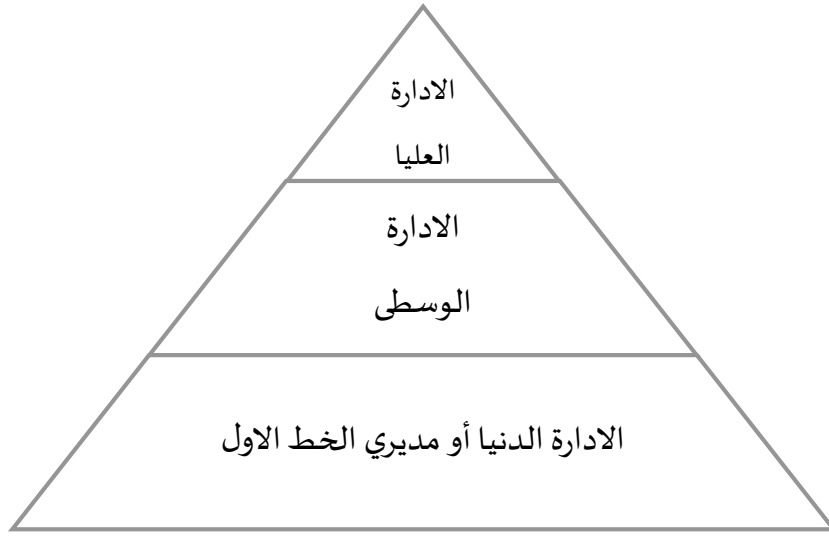 الادارة
العليا
الادارة
الوسطى
الادارة الدنيا أو مديري الخط الاول